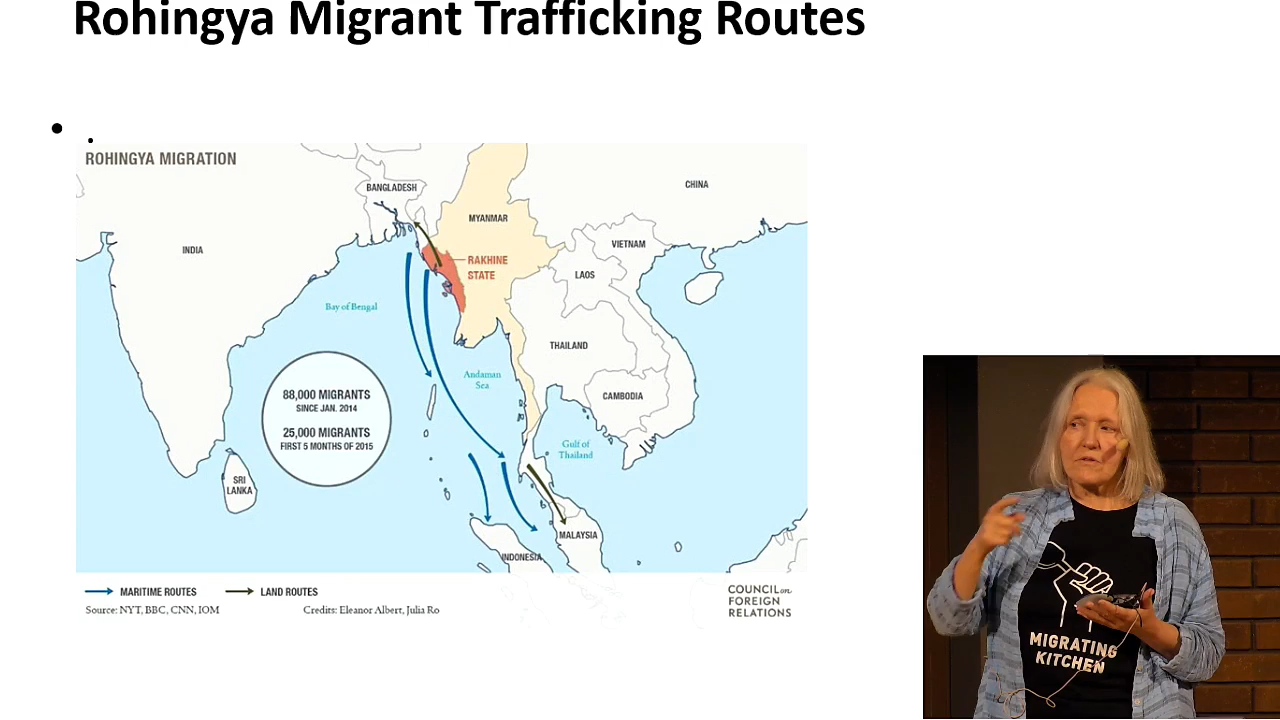 Rohingya Migrant Trafficking Routes
• .
ROHINGYA MIGRATION
BANGLADESH
CHINA
MYANMAR
VIETNAM
INDIA
RAKHINE
STATE
LAOS
Bay of Bengal
THAILAND
Andaman
Sea
88,000 MIGRANTS
SINCE JAN. 2014
CAMBODIA
25,000 MIGRANTS
FIRST 5 MONTHS OF 2015
Gulf of
Thailand
SRI
LANKA
MALAYSIA
INDONESIA
MARITIME ROUTES
LAND ROUTES
Source: NYT, BBC, CNN, IOM
Credits: Eleanor Albert, Julia Ro
COUNCIL on
FOREIGN
RELATIONS
MIGRATING
KITCHEN